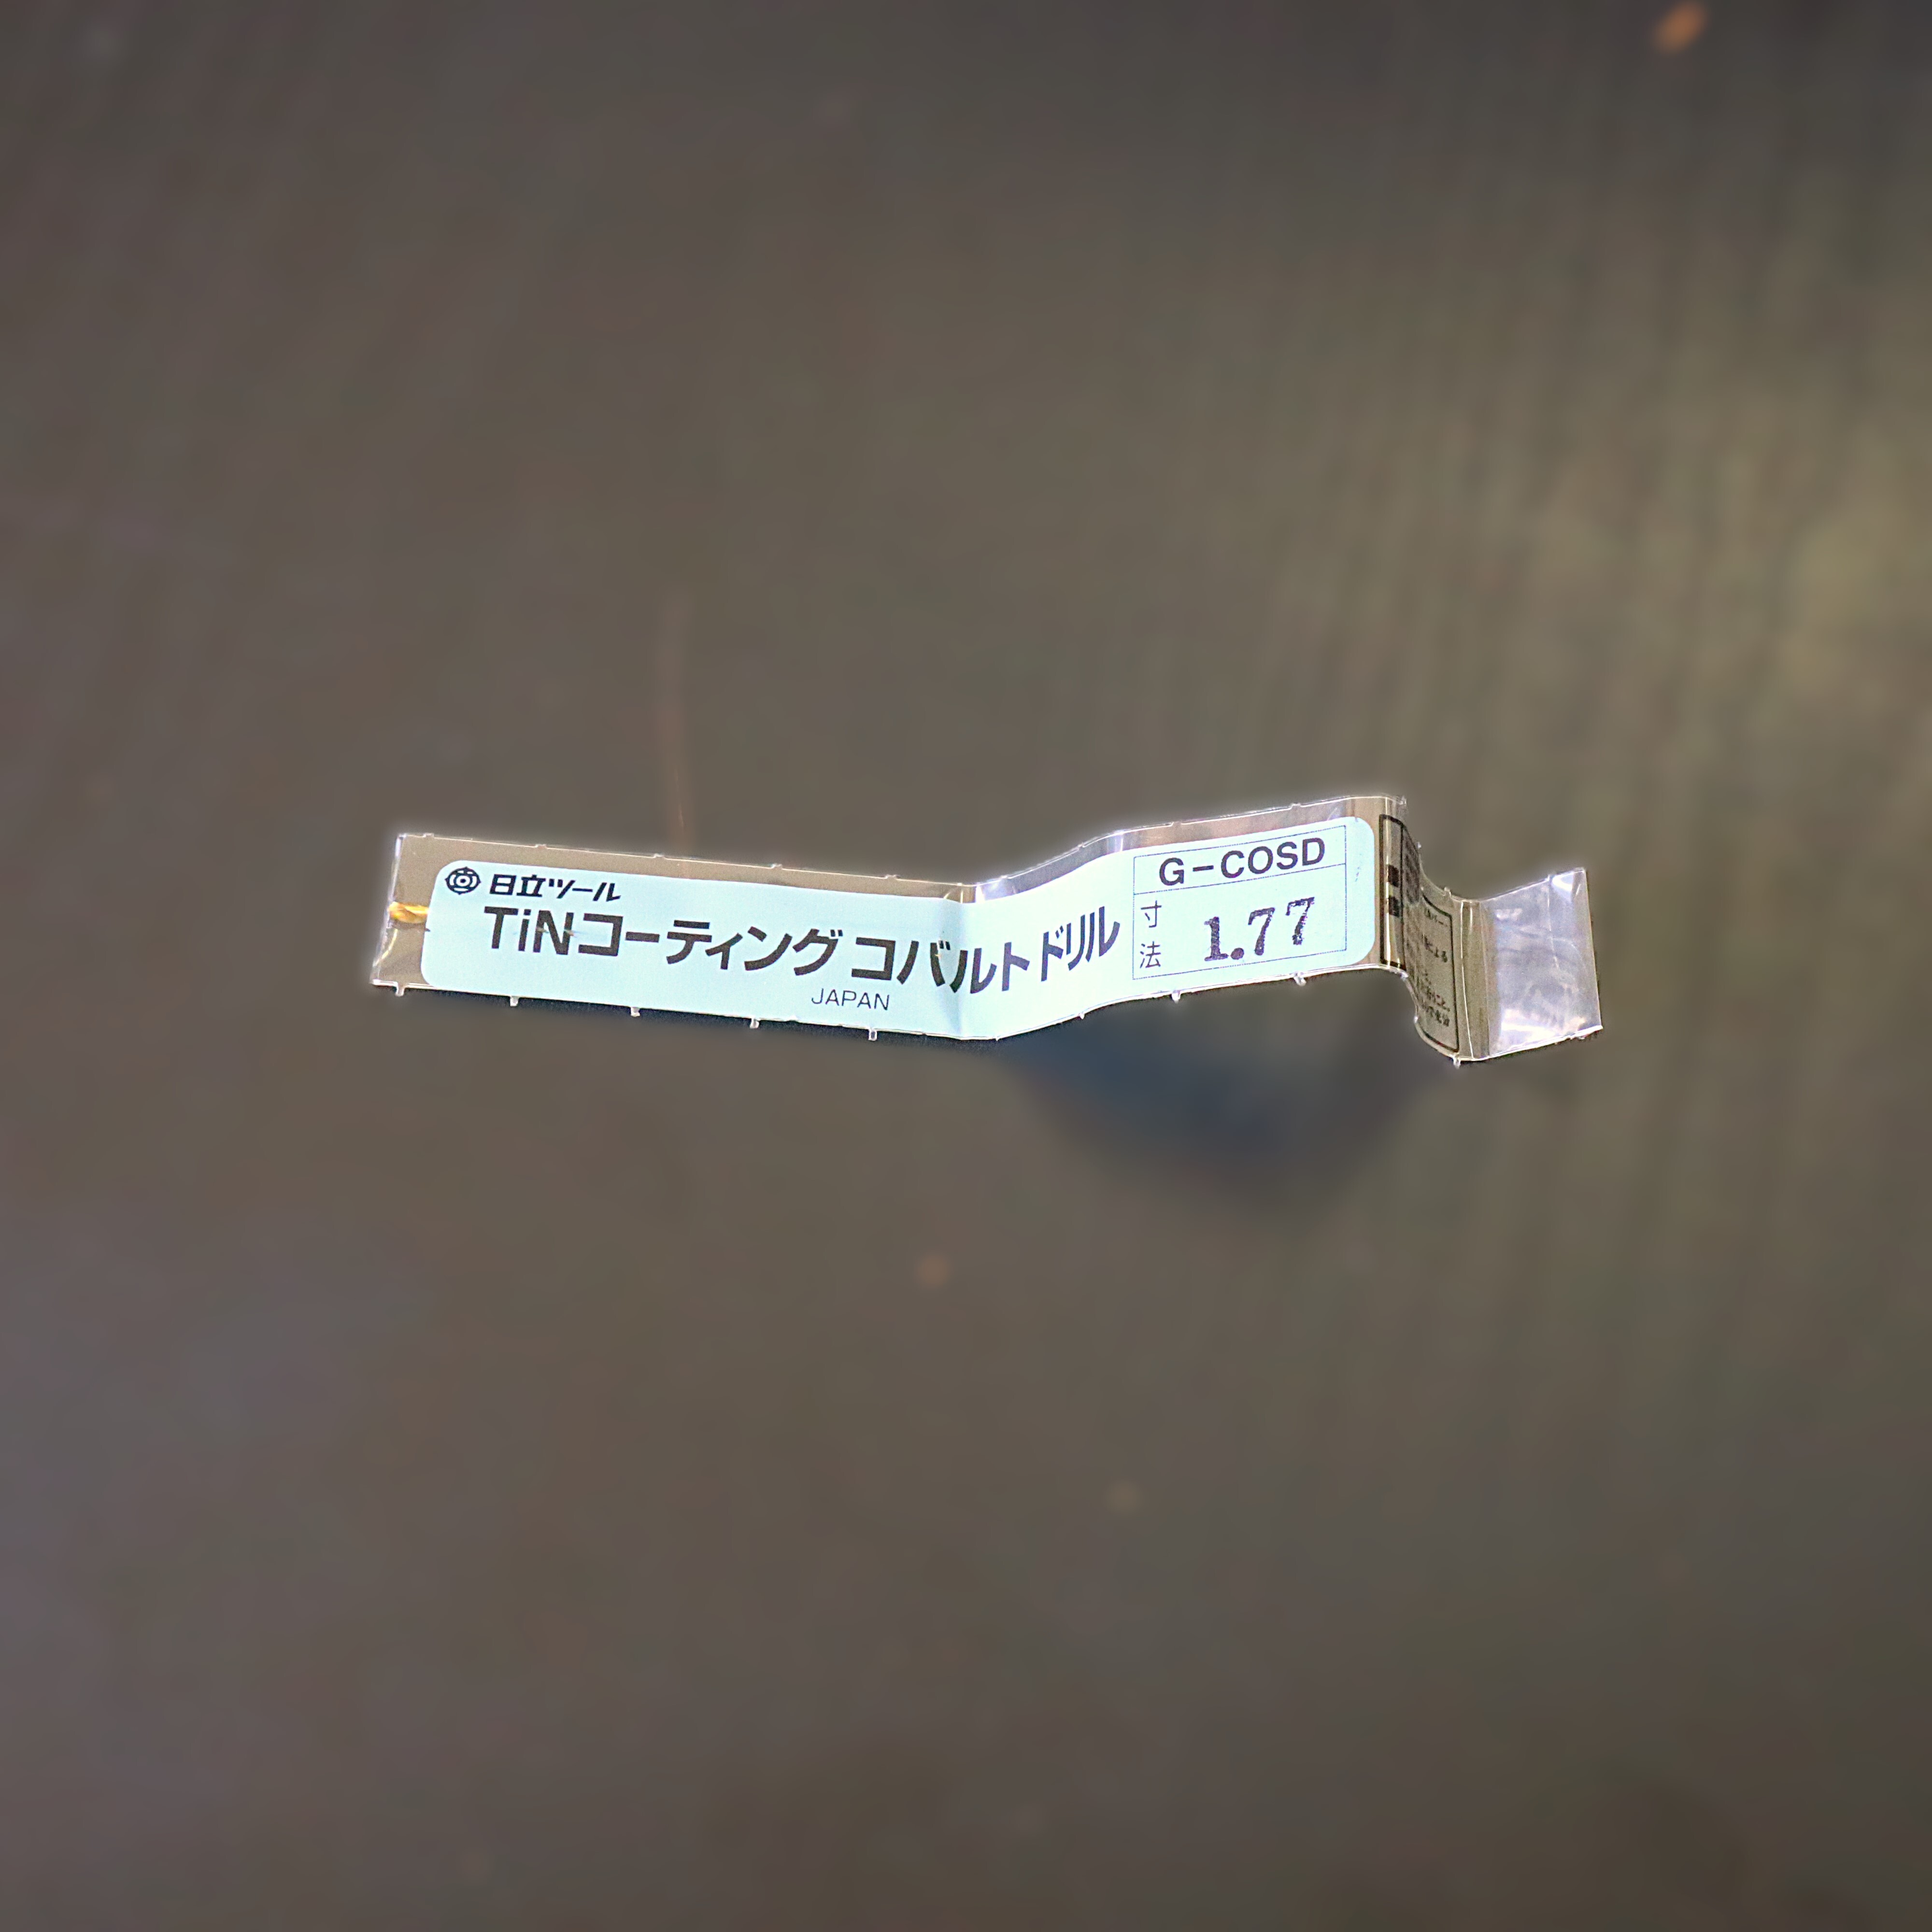 日立ツール
TiNコーティング コバルトドリル
JAPAN
G-COSD
寸法
1.77